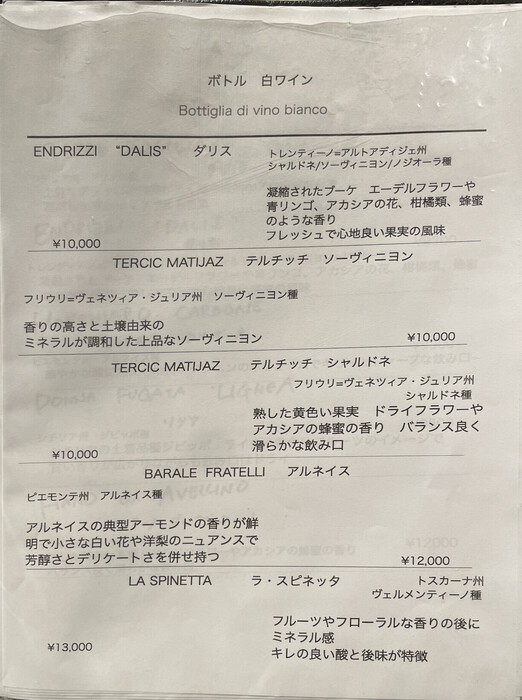 ボトル　白ワイン
Bottiglia di vino bianco
ENDRIZZI　“DALIS”　ダリス
トレンティーノ=アルトアディジェ州
シャルドネ/ソーヴィニヨン/ノジオーラ種
凝縮されたブーケ　エーデルフラワーや
青リンゴ、アカシアの花、柑橘類、蜂蜜
のような香り
フレッシュで心地良い果実の風味
¥10,000
TERCIC MATIJAZ　テルチッチ　ソーヴィニヨン
フリウリ=ヴェネツィア・ジュリア州　ソーヴィニヨン種
香りの高さと土壌由来の
ミネラルが調和した上品なソーヴィニヨン
¥10,000
TERCIC MATIJAZ　テルチッチ　シャルドネ
フリウリ=ヴェネツィア・ジュリア州
シャルドネ種
熟した黄色い果実　ドライフラワーや
アカシアの蜂蜜の香り　バランス良く
滑らかな飲み口
¥10,000
BARALE FRATELLI　アルネイス
ピエモンテ州　アルネイス種
アルネイスの典型アーモンドの香りが鮮
明で小さな白い花や洋梨のニュアンスで
芳醇さとデリケートさを併せ持つ
¥12,000
LA SPINETTA　ラ・スピネッタ
トスカーナ州
ヴェルメンティーノ種
フルーツやフローラルな香りの後に
ミネラル感
キレの良い酸と後味が特徴
¥13,000